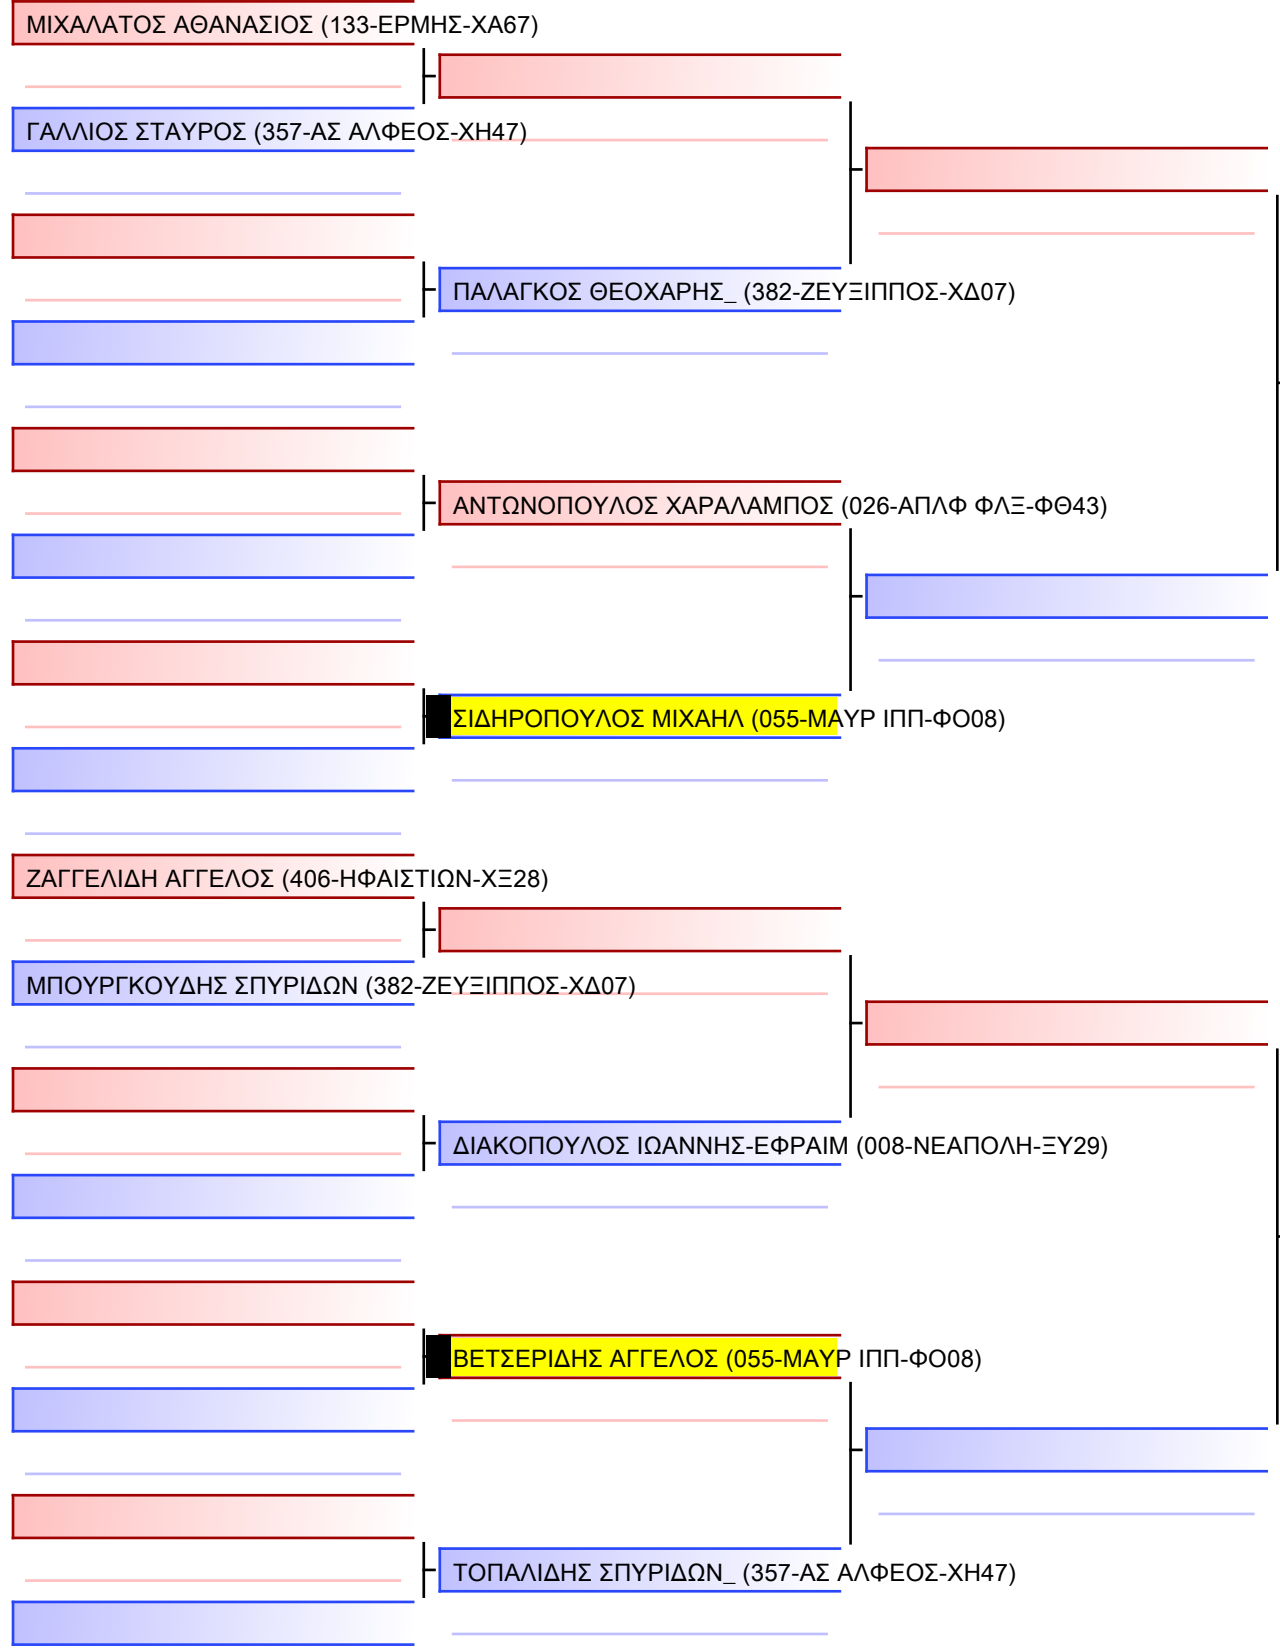 ΜΙΧΑΛΑΤΟΣ ΑΘΑΝΑΣΙΟΣ (133-ΕΡΜΗΣ-ΧΑ67)
ΓΑΛΛΙΟΣ ΣΤΑΥΡΟΣ (357-ΑΣ ΑΛΦΕΟΣ-ΧΗ47)
ΠΑΛΑΓΚΟΣ ΘΕΟΧΑΡΗΣ_ (382-ΖΕΥΞΙΠΠΟΣ-ΧΔ07)
ΑΝΤΩΝΟΠΟΥΛΟΣ ΧΑΡΑΛΑΜΠΟΣ (026-ΑΠΛΦ ΦΛΞ-ΦΘ43)
ΣΙΔΗΡΟΠΟΥΛΟΣ ΜΙΧΑΗΛ (055-ΜΑΥΡ ΙΠΠ-ΦΟ08)
ΖΑΓΓΕΛΙΔΗ ΑΓΓΕΛΟΣ (406-ΗΦΑΙΣΤΙΩΝ-ΧΞ28)
ΜΠΟΥΡΓΚΟΥΔΗΣ ΣΠΥΡΙΔΩΝ (382-ΖΕΥΞΙΠΠΟΣ-ΧΔ07)
ΔΙΑΚΟΠΟΥΛΟΣ ΙΩΑΝΝΗΣ-ΕΦΡΑΙΜ (008-ΝΕΑΠΟΛΗ-ΞΥ29)
ΒΕΤΣΕΡΙΔΗΣ ΑΓΓΕΛΟΣ (055-ΜΑΥΡ ΙΠΠ-ΦΟ08)
ΤΟΠΑΛΙΔΗΣ ΣΠΥΡΙΔΩΝ_ (357-ΑΣ ΑΛΦΕΟΣ-ΧΗ47)